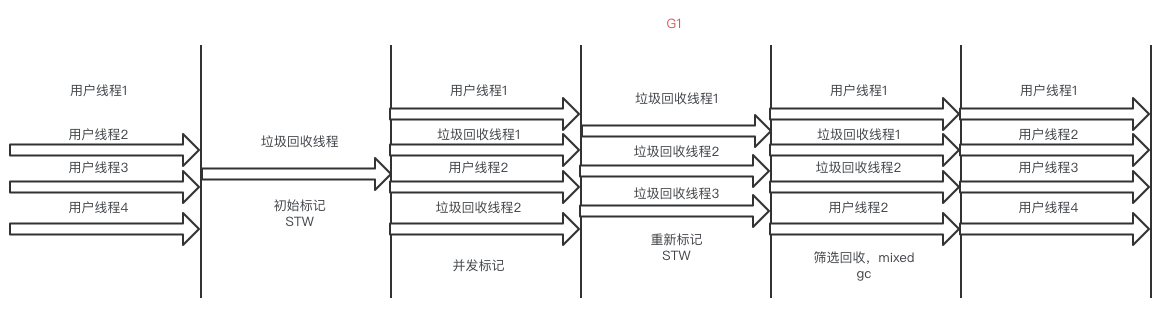 G1
用户线程1
用户线程2
用户线程3
用户线程4
垃圾回收线程
初始标记
STW
用户线程1
垃圾回收线程1
用户线程2
垃圾回收线程2
并发标记
垃圾回收线程1
垃圾回收线程2
垃圾回收线程3
重新标记
STW
用户线程1
垃圾回收线程1
垃圾回收线程2
用户线程2
筛选回收，mixed
gc
用户线程1
用户线程2
用户线程3
用户线程4